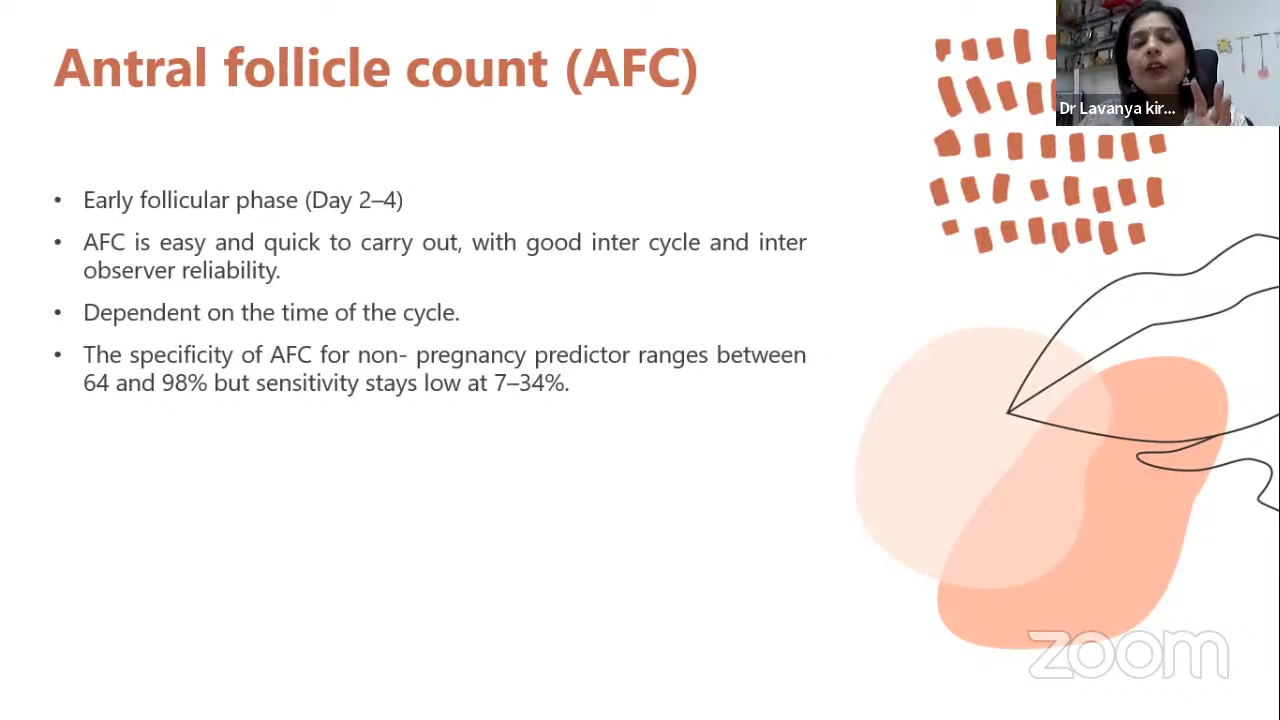 Antral follicle count (AFC)
Dr Lavanya kir...
• Early follicular phase (Day 2–4)
• AFC is easy and quick to carry out, with good inter cycle and inter
observer reliability.
• Dependent on the time of the cycle.
• The specificity of AFC for non- pregnancy predictor ranges between
64 and 98% but sensitivity stays low at 7–34%.
zoom